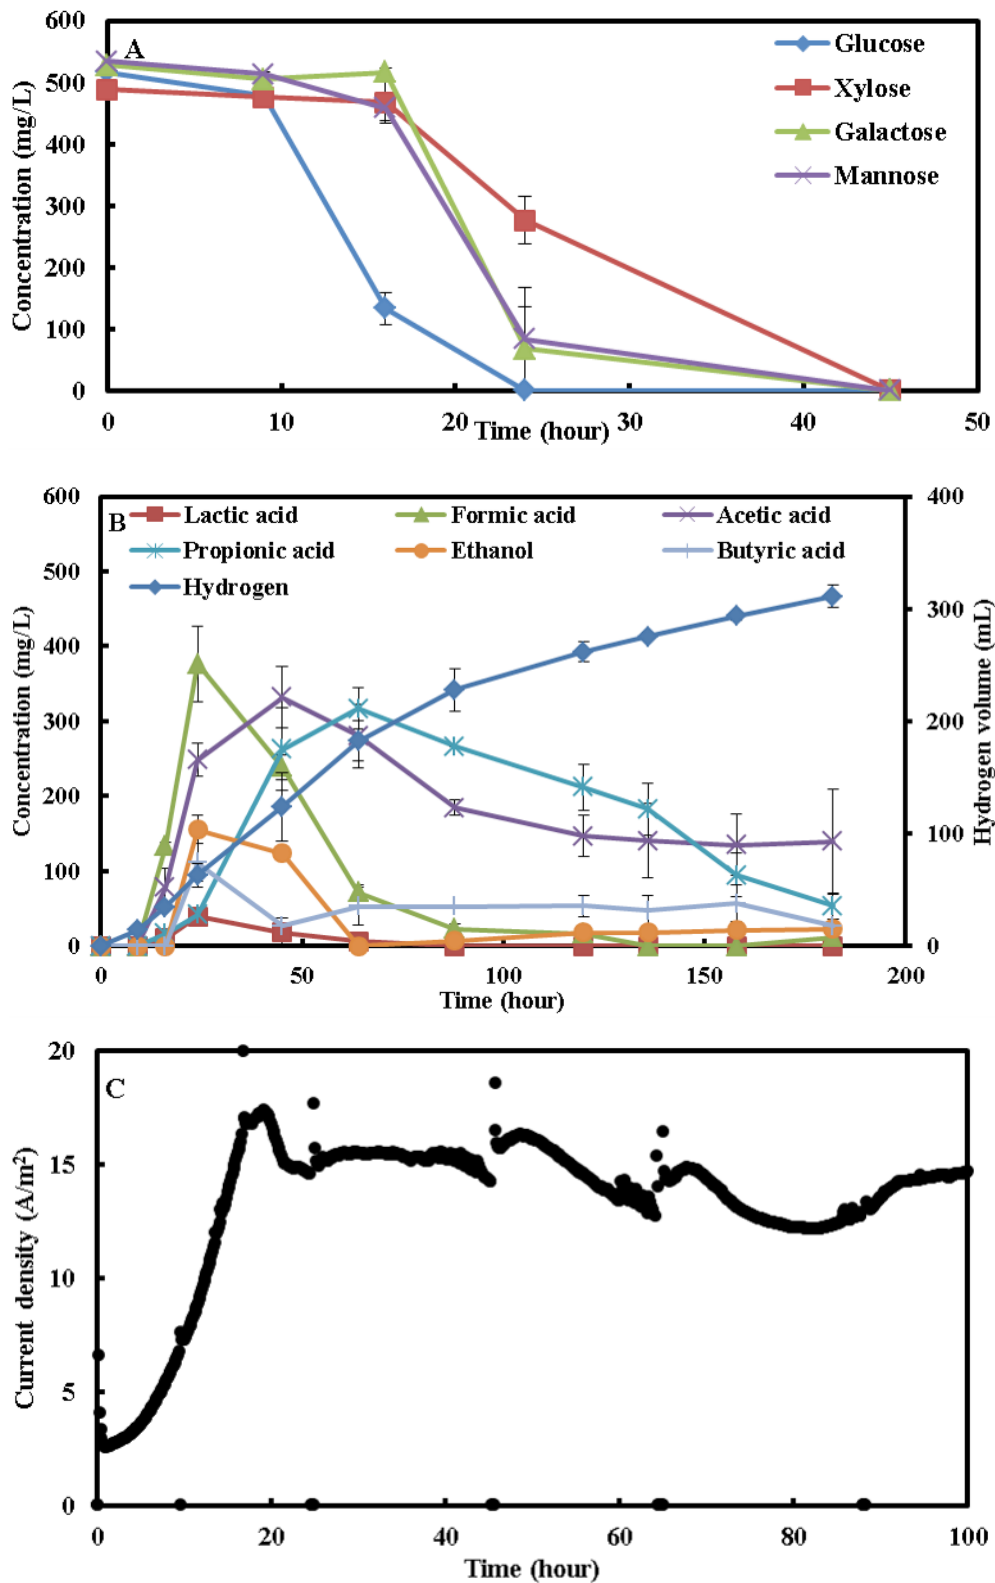 A
Glucose
Xylose
Galactose
Mannose
Concentration (mg/L)
600
500
400
300
200
100
0
0 10 20 30 40 50
Time (hour)
B
Lactic acid Formic acid Acetic acid
Propionic acid Ethanol Butyric acid
Hydrogen
Concentration (mg/L)
600
500
400
300
200
100
0
Hydrogen volume (mL)
400
300
200
100
0
0 50 100 150 200
Time (hour)
C
Current density (A/m²)
20
15
10
5
0
0 20 40 60 80 100
Time (hour)